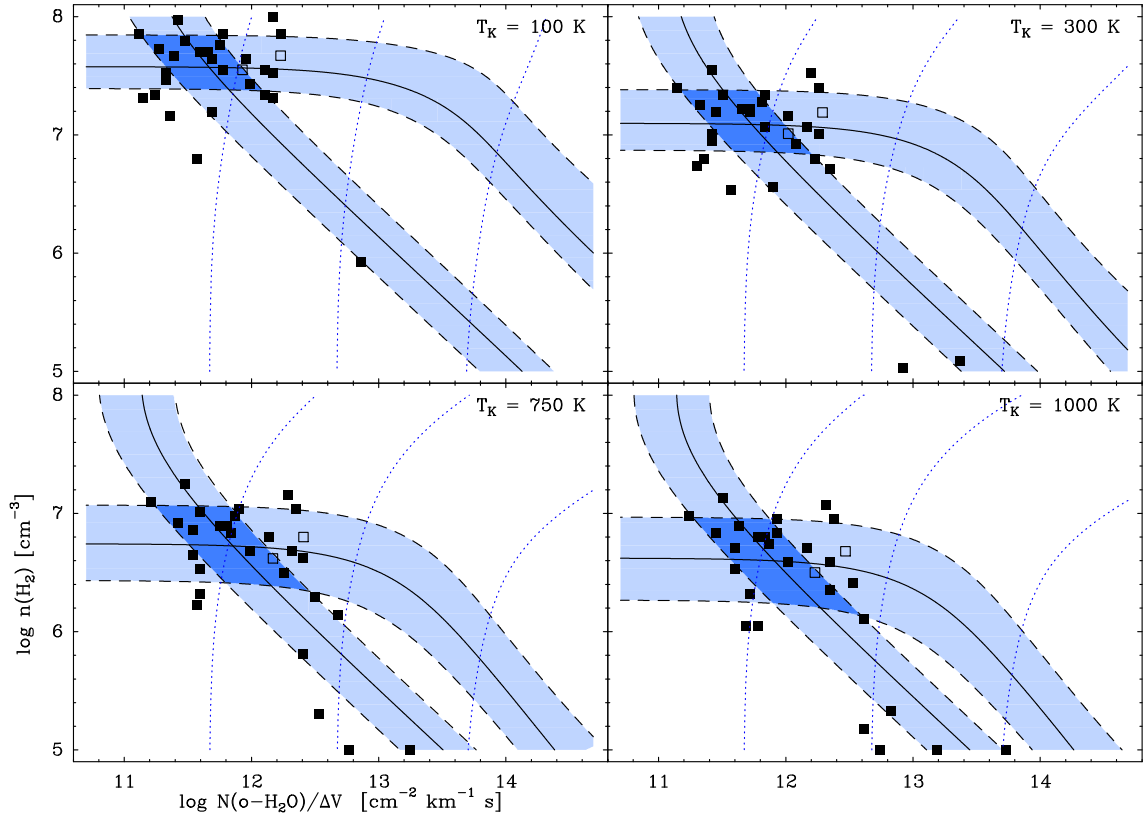 8
T_K = 100 K
T_K = 300 K
7
6
5
8
T_K = 750 K
T_K = 1000 K
7
6
5
11 12 13 14 11 12 13 14
log n(H₂) [cm⁻³]
log N(o−H₂O)/ΔV [cm⁻² km⁻¹ s]